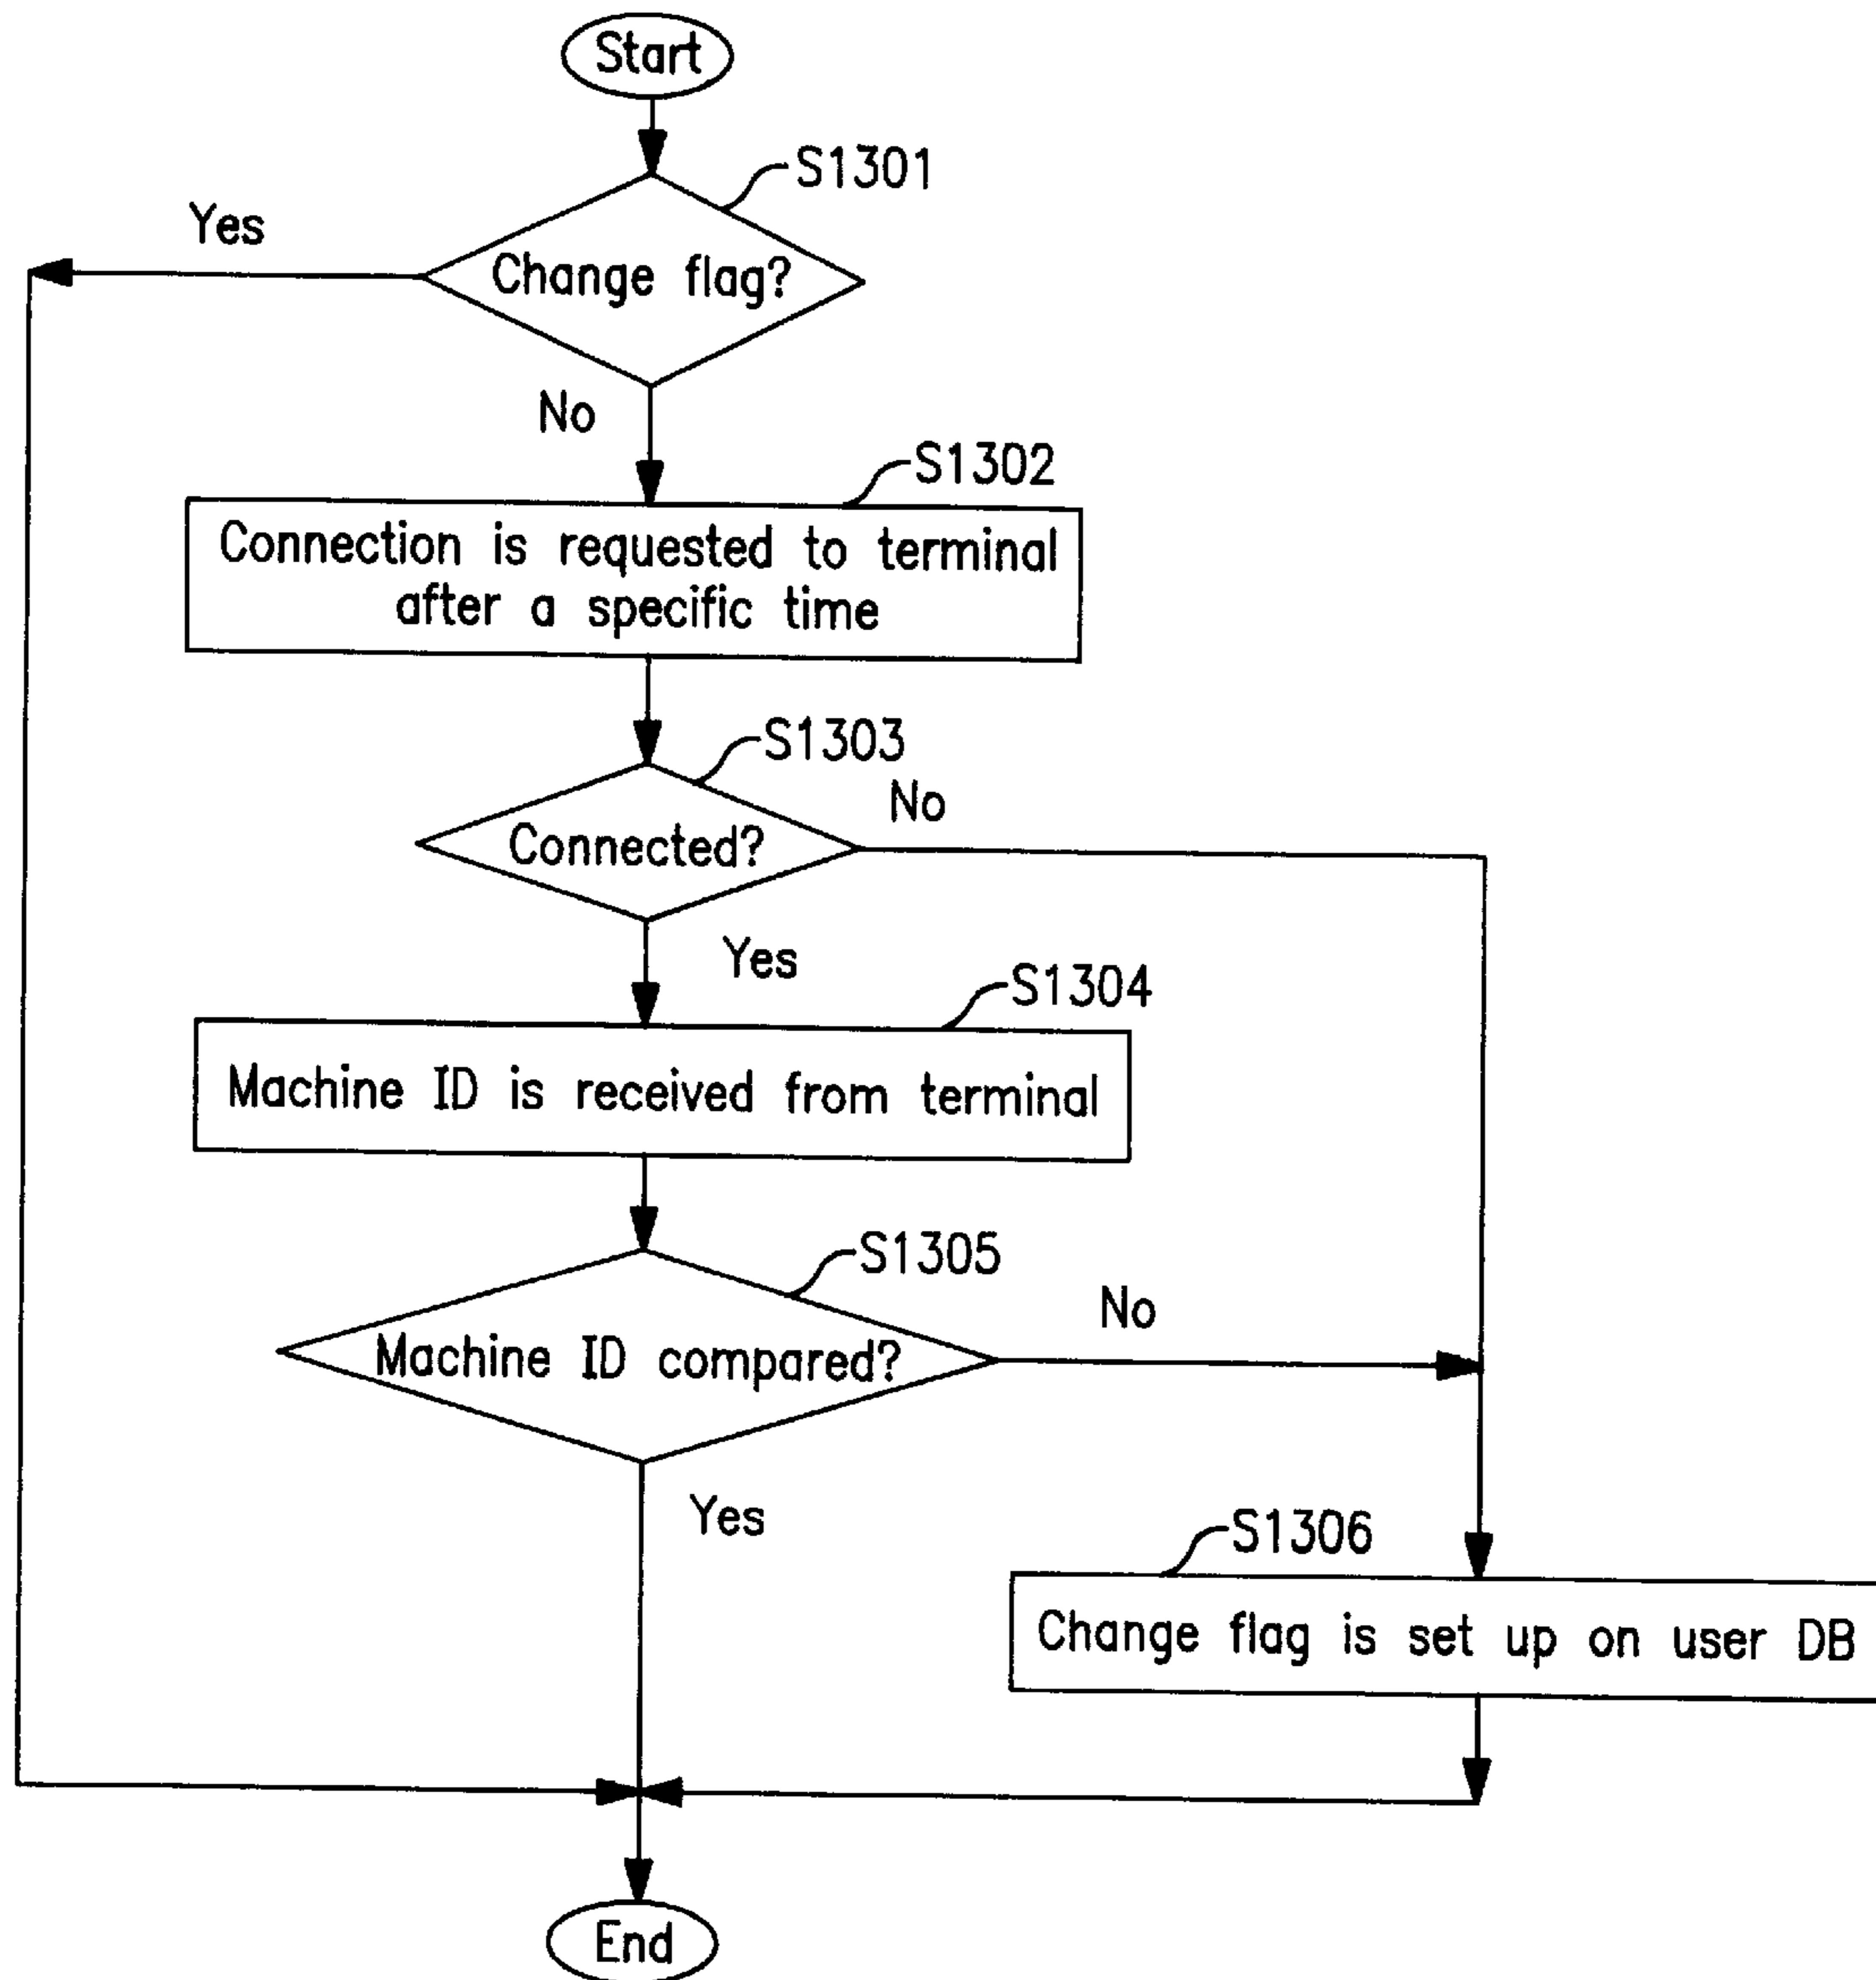 Start
S1301
Yes
Change flag?
No
S1302
Connection is requested to terminal
after a specific time
S1303
No
Connected?
Yes
S1304
Machine ID is received from terminal
S1305
No
Machine ID compared?
Yes
S1306
Change flag is set up on user DB
End